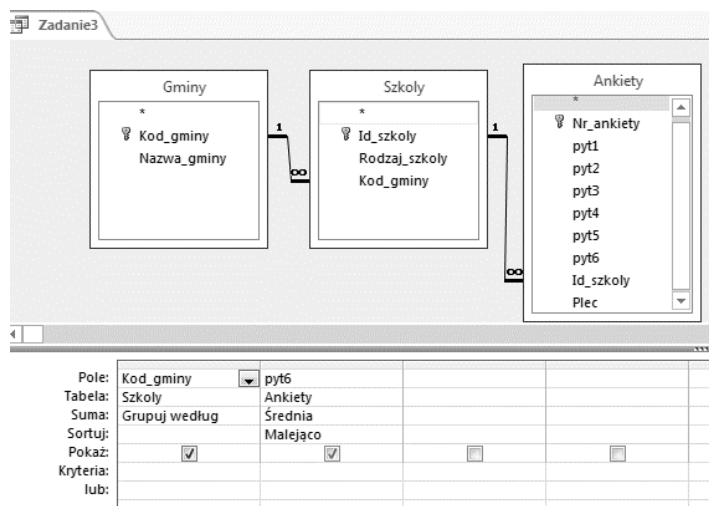 Zadanie3
Gminy
*
Kod_gminy
Nazwa_gminy
1
∞
Szkoly
*
Id_szkoly
Rodzaj_szkoly
Kod_gminy
1
∞
Ankiety
*
Nr_ankiety
pyt1
pyt2
pyt3
pyt4
pyt5
pyt6
Id_szkoly
Plec
Pole: Kod_gminy pyt6
Tabela: Szkoly Ankiety
Suma: Grupuj według Średnia
Sortuj: Malejąco
Pokaż:
Kryteria:
lub: